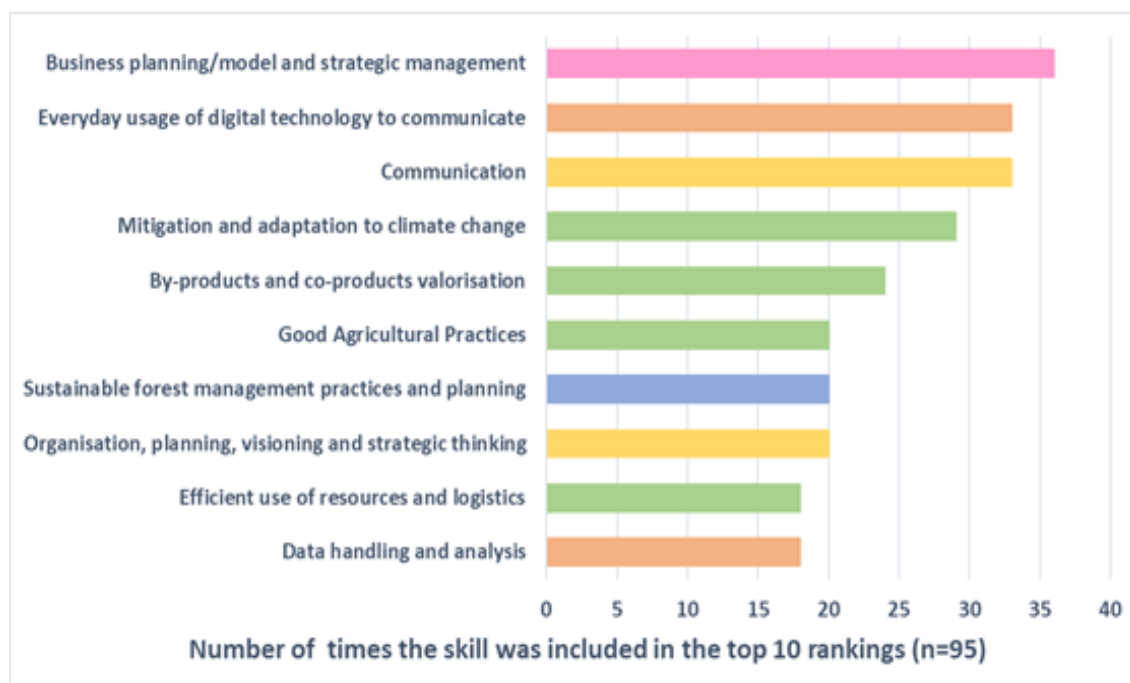 Business planning/model and strategic management
Everyday usage of digital technology to communicate
Communication
Mitigation and adaptation to climate change
By-products and co-products valorisation
Good Agricultural Practices
Sustainable forest management practices and planning
Organisation, planning, visioning and strategic thinking
Efficient use of resources and logistics
Data handling and analysis
0 5 10 15 20 25 30 35 40
Number of times the skill was included in the top 10 rankings (n=95)